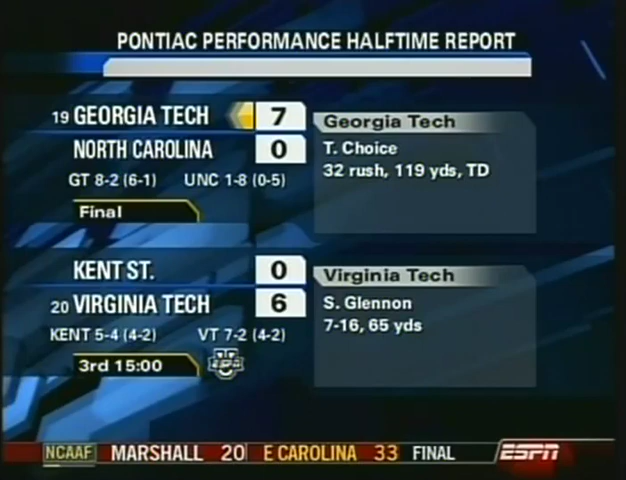 PONTIAC PERFORMANCE HALFTIME REPORT
19 GEORGIA TECH 7
NORTH CAROLINA 0
GT 8-2 (6-1) UNC 1-8 (0-5)
Final
Georgia Tech
T. Choice
32 rush, 119 yds, TD
KENT ST. 0
20 VIRGINIA TECH 6
KENT 5-4 (4-2) VT 7-2 (4-2)
3rd 15:00
ESPN U
Virginia Tech
S. Glennon
7-16, 65 yds
NCAAF MARSHALL 20 E CAROLINA 33 FINAL ESPN